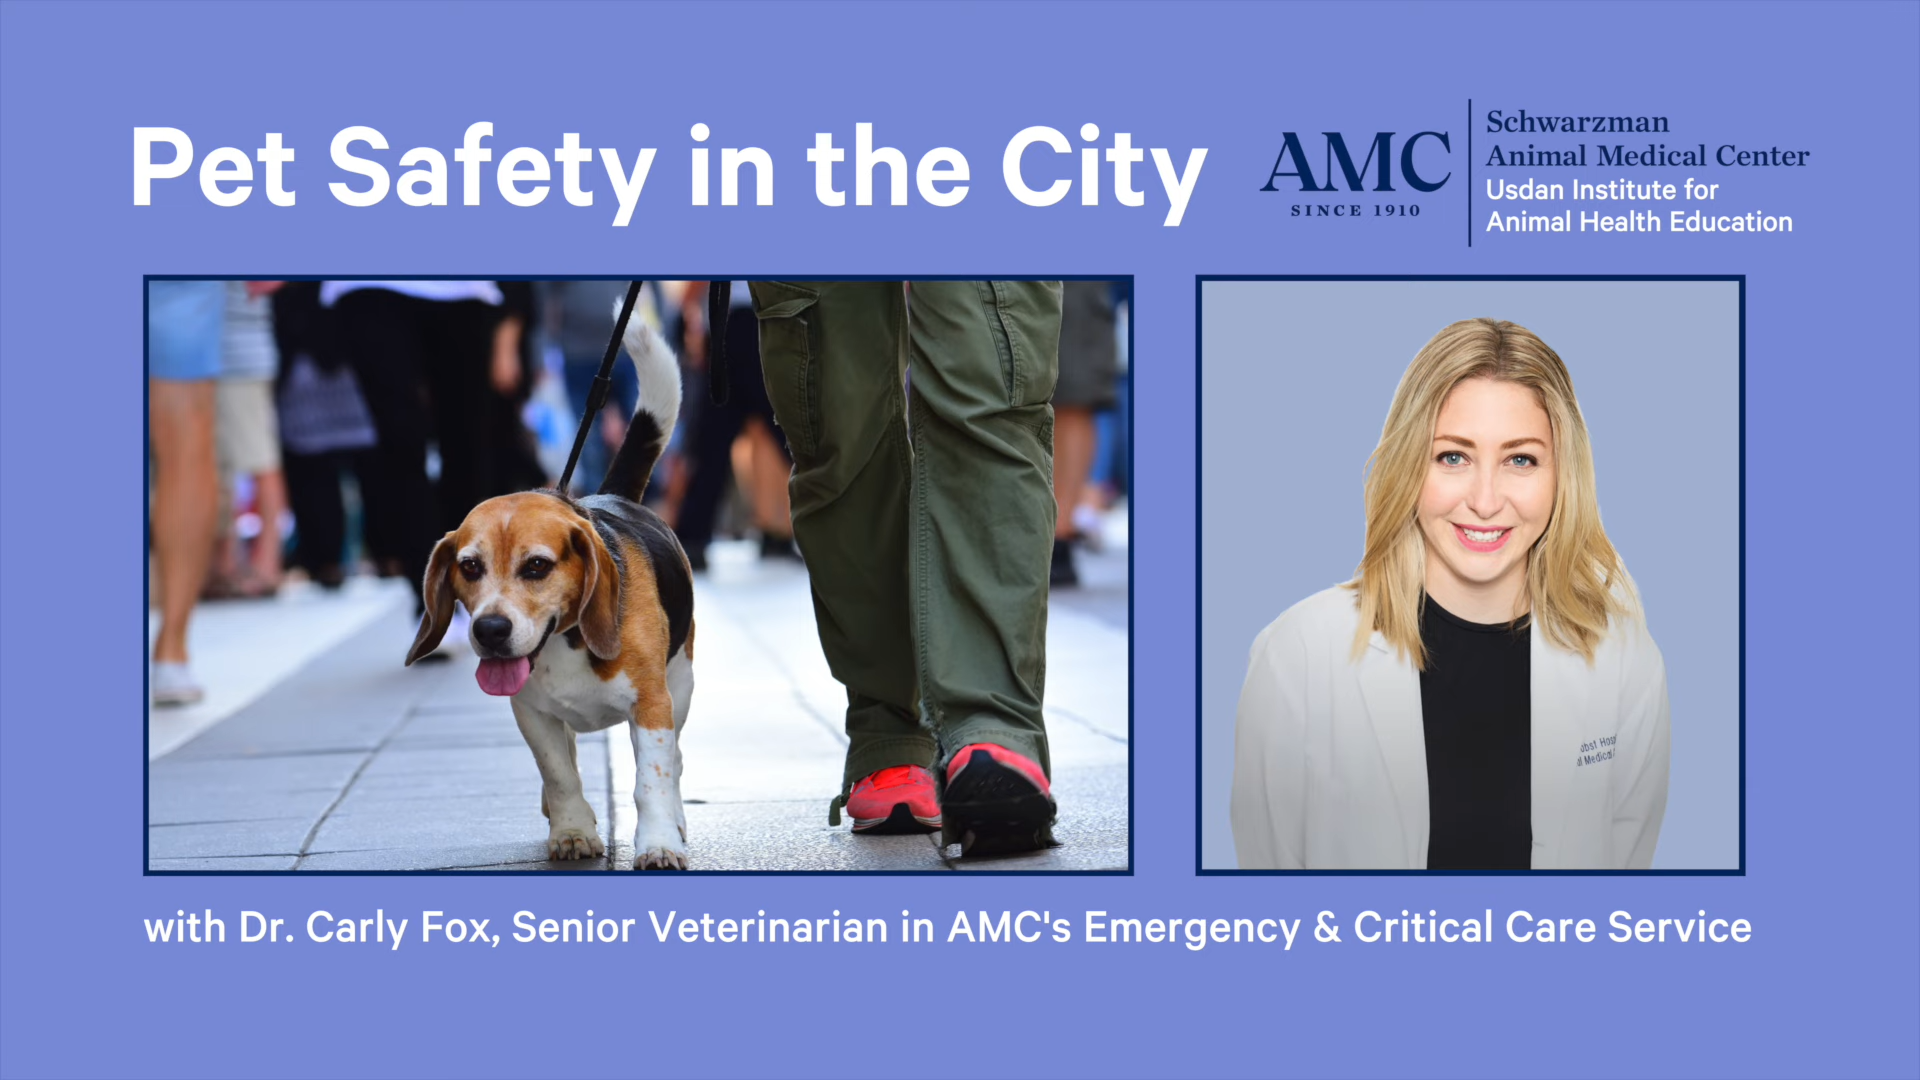 Pet Safety in the City
AMC
SINCE 1910
Schwarzman
Animal Medical Center
Usdan Institute for
Animal Health Education
Medical
with Dr. Carly Fox, Senior Veterinarian in AMC's Emergency & Critical Care Service